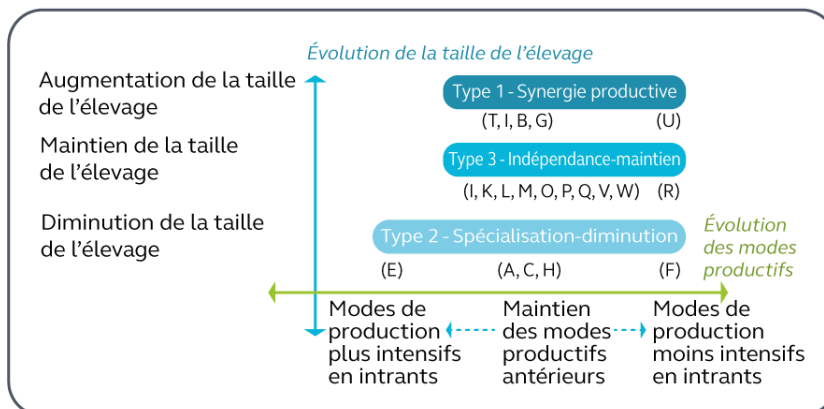 Évolution de la taille de l'élevage
Augmentation de la taille
de l'élevage
Type 1 - Synergie productive
(T, I, B, G) (U)
Maintien de la taille
de l'élevage
Type 3 - Indépendance-maintien
(I, K, L, M, O, P, Q, V, W) (R)
Diminution de la taille
de l'élevage
Type 2 - Spécialisation-diminution
(E) (A, C, H) (F)
Évolution
des modes
productifs
Modes de
production
plus intensifs
en intrants
Maintien
des modes
productifs
antérieurs
Modes de
production
moins intensifs
en intrants